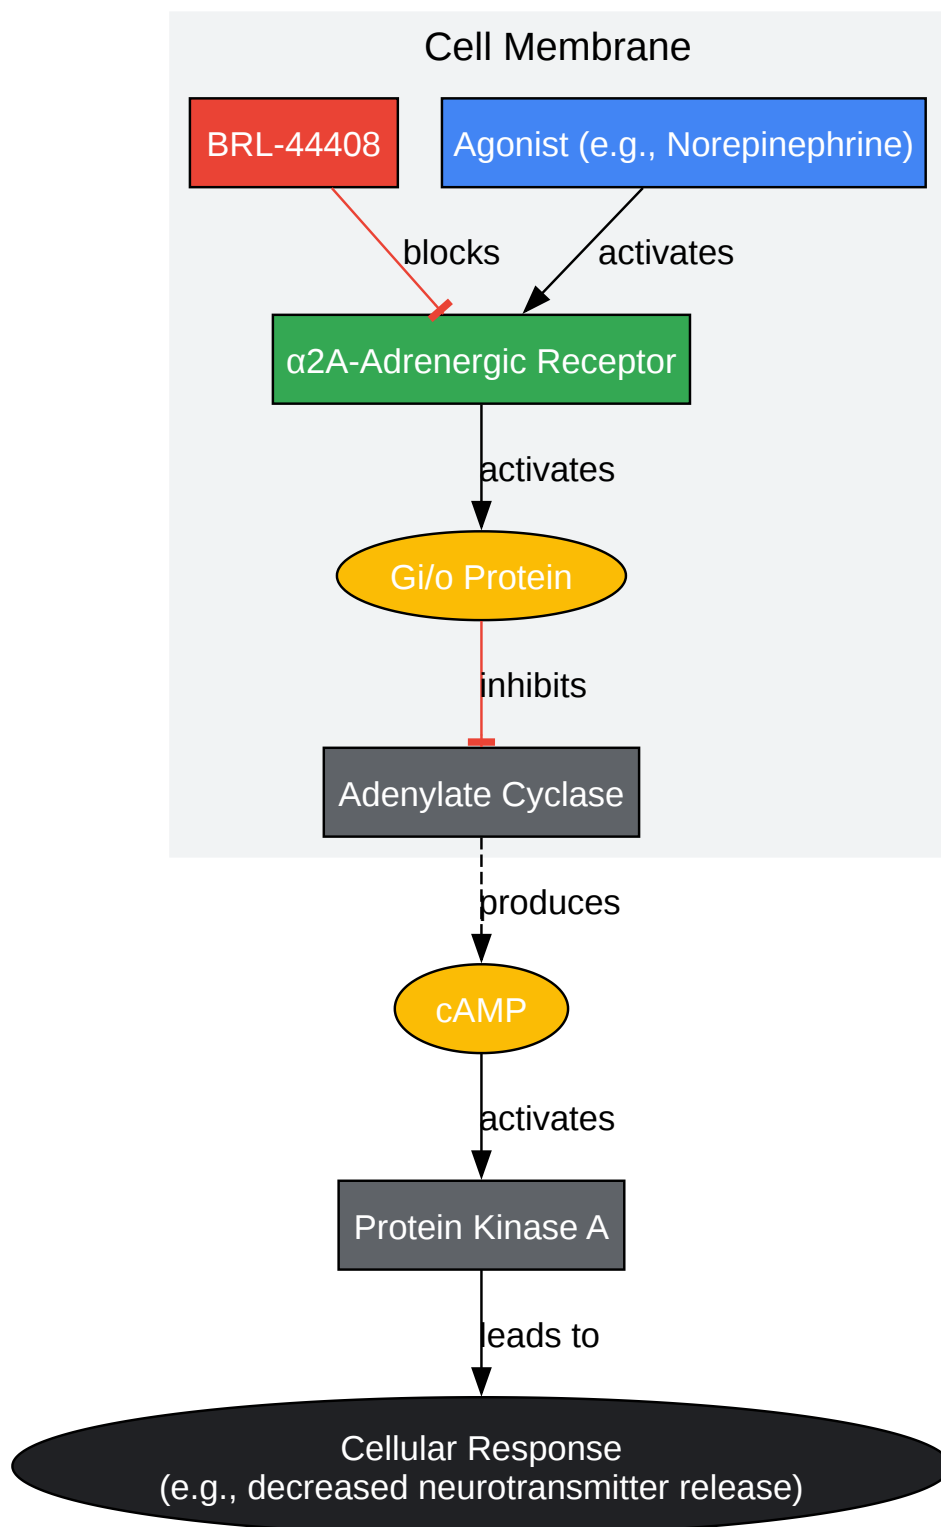 Cell Membrane
BRL-44408
Agonist (e.g., Norepinephrine)
blocks
activates
α2A-Adrenergic Receptor
activates
Gi/o Protein
inhibits
Adenylate Cyclase
produces
cAMP
activates
Protein Kinase A
leads to
Cellular Response
(e.g., decreased neurotransmitter release)